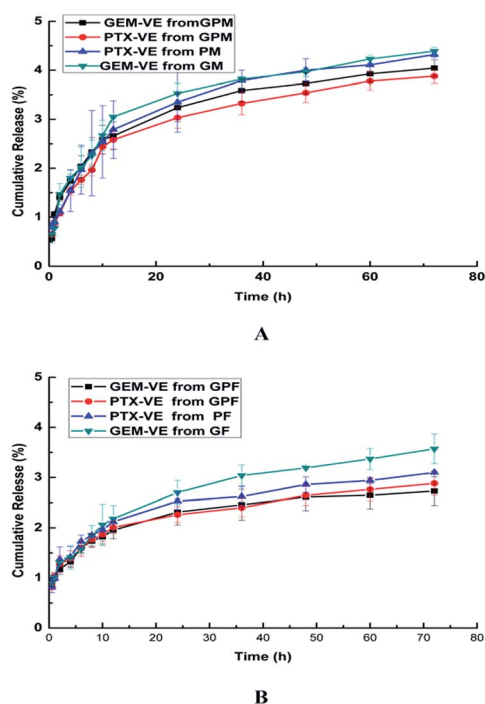 GEM-VE fromGPM
PTX-VE from GPM
PTX-VE from PM
GEM-VE from GM
Cumulative Release (%)
5
4
3
2
1
0
0 20 40 60 80
Time (h)
A
GEM-VE from GPF
PTX-VE from GPF
PTX-VE from PF
GEM-VE from GF
Cumulative Relesse (%)
5
4
3
2
1
0
0 10 20 30 40 50 60 70 80
Time (h)
B